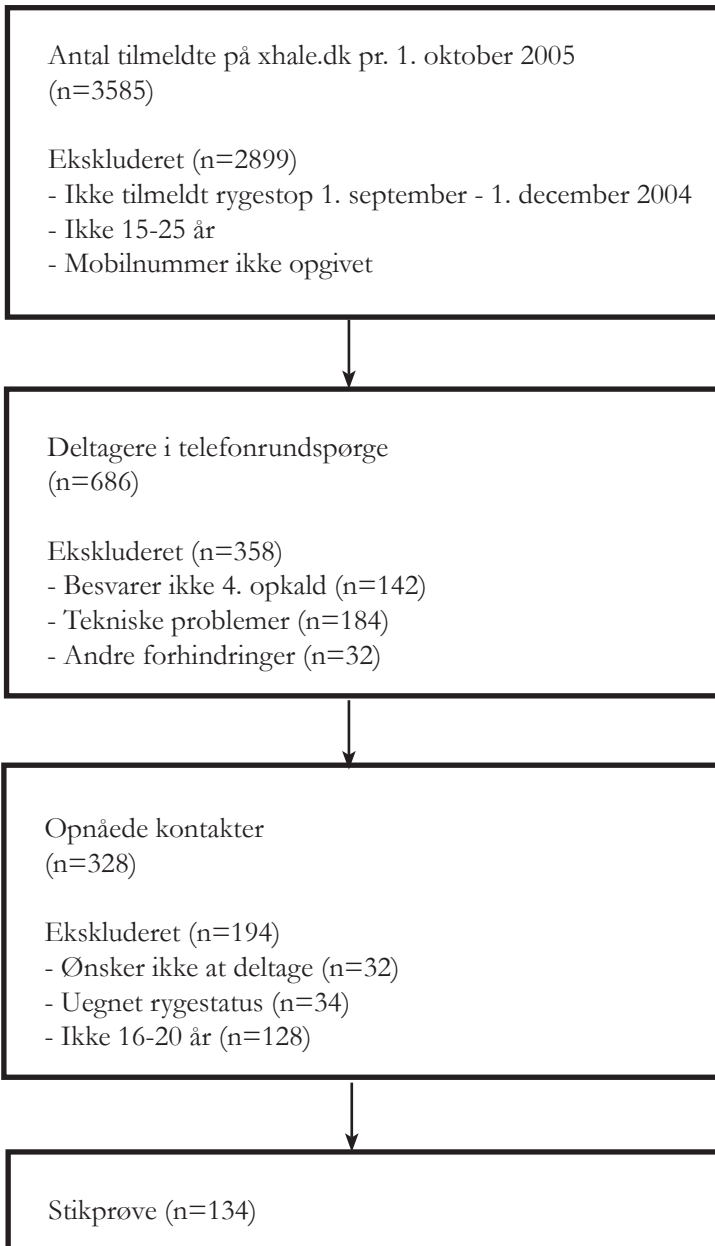 Antal tilmeldte på xhale.dk pr. 1. oktober 2005
(n=3585)
Ekskluderet (n=2899)
- Ikke tilmeldt rygestop 1. september - 1. december 2004
- Ikke 15-25 år
- Mobilnummer ikke opgivet
Deltagere i telefonrundspørge
(n=686)
Ekskluderet (n=358)
- Besvarer ikke 4. opkald (n=142)
- Tekniske problemer (n=184)
- Andre forhindringer (n=32)
Opnåede kontakter
(n=328)
Ekskluderet (n=194)
- Ønsker ikke at deltage (n=32)
- Uegnet rygestatus (n=34)
- Ikke 16-20 år (n=128)
Stikprøve (n=134)